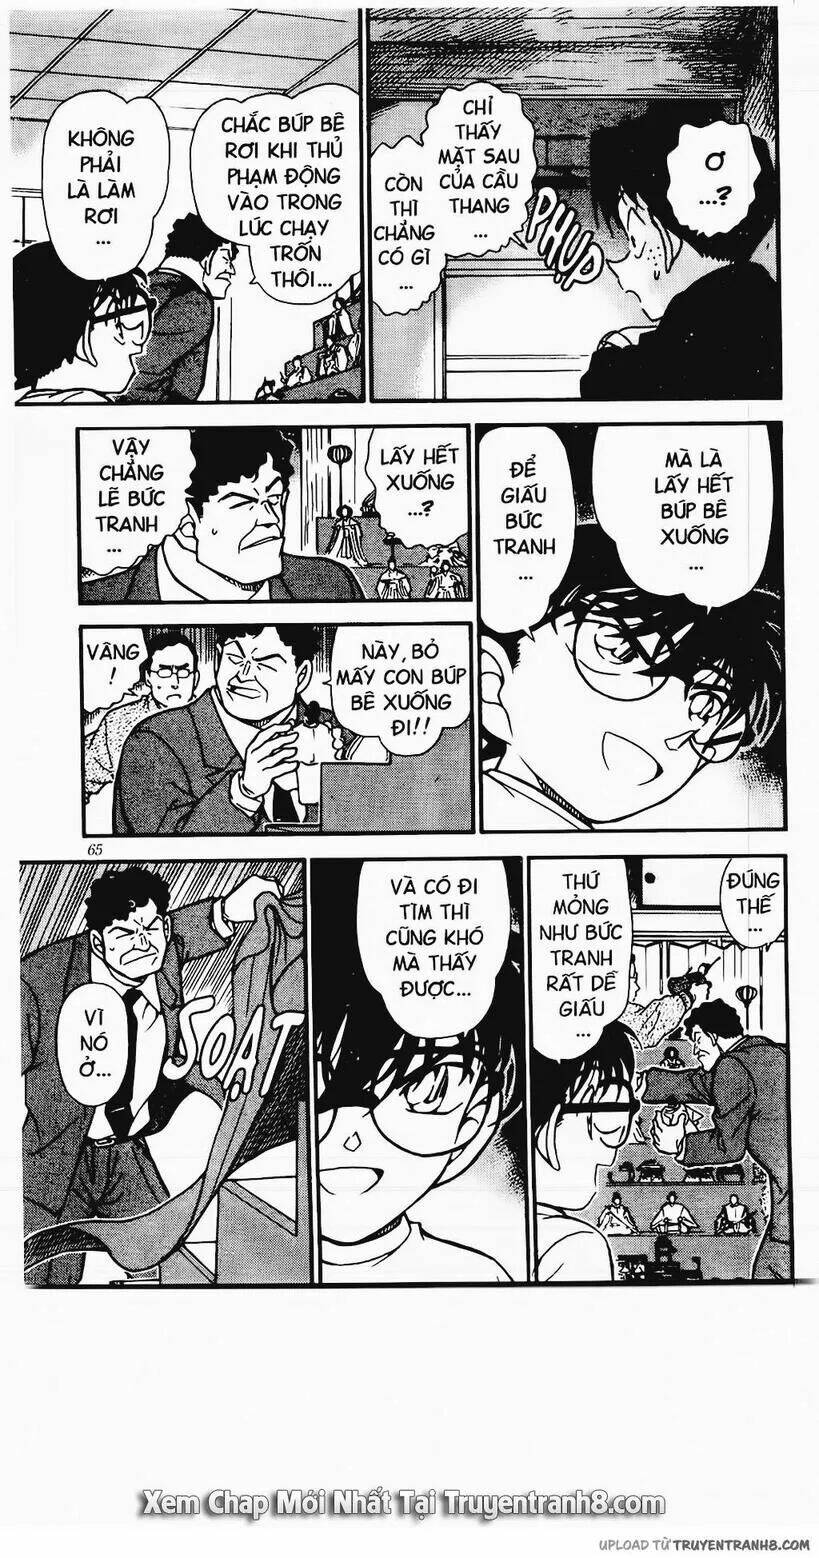 Ơ
...?
CHỈ
THẤY
MẶT SAU
CỦA CẦU
THANG
...
CÒN
THÌ
CHẲNG
CÓ GÌ
...
PHỤP
CHẮC BÚP BÊ
RƠI KHI THỦ
PHẠM ĐỘNG
VÀO TRONG
LÚC CHẠY
TRỐN
THÔI...
KHÔNG
PHẢI
LÀ LÀM
RƠI
...
MÀ LÀ
LẤY HẾT
BÚP BÊ
XUỐNG
...
ĐỂ
GIẤU
BỨC
TRANH
...
LẤY HẾT
XUỐNG
...?
VẬY
CHẲNG
LẼ BỨC
TRANH
...
NÀY, BỎ
MẤY CON BÚP
BÊ XUỐNG
ĐI!!
VÂNG
!
65
ĐÚNG
THẾ
...
THỨ
MỎNG
NHƯ BỨC
TRANH
RẤT DỀ
GIẤU
...
VÀ CÓ ĐI
TÌM THÌ
CŨNG KHÓ
MÀ THẤY
ĐƯỢC...
VÌ
NÓ
Ở...
SOẠT
Xem Chap Mới Nhất Tại Truyentranh8.com
UPLOAD TỪ TRUYENTRANH8.COM